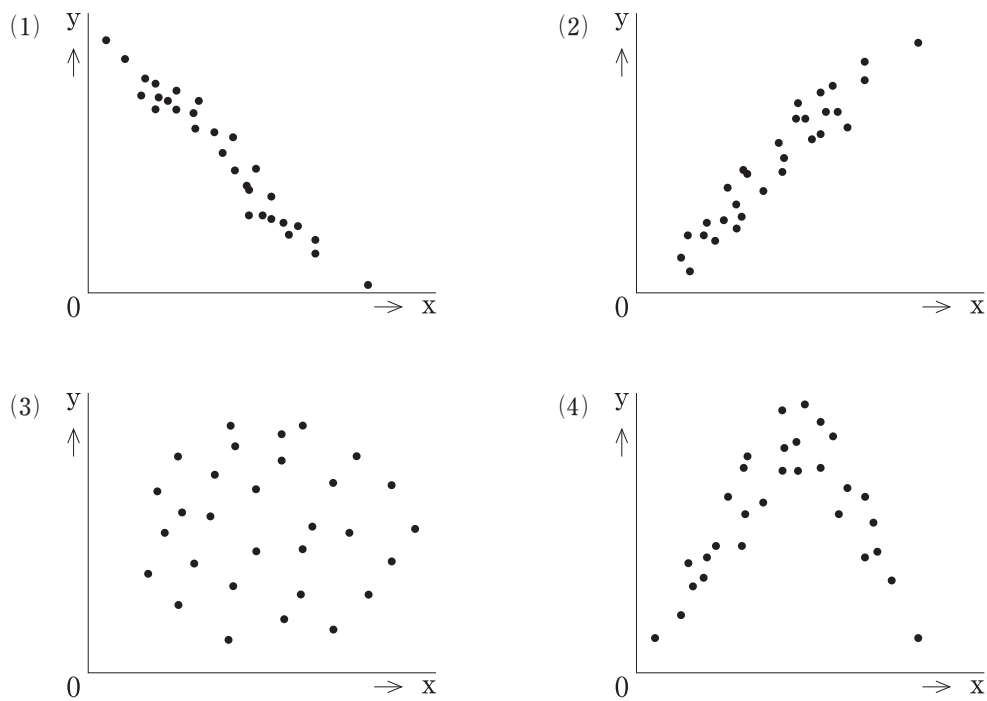 (1)
y
↑
0
→ x
(2)
y
↑
0
→ x
(3)
y
↑
0
→ x
(4)
y
↑
0
→ x